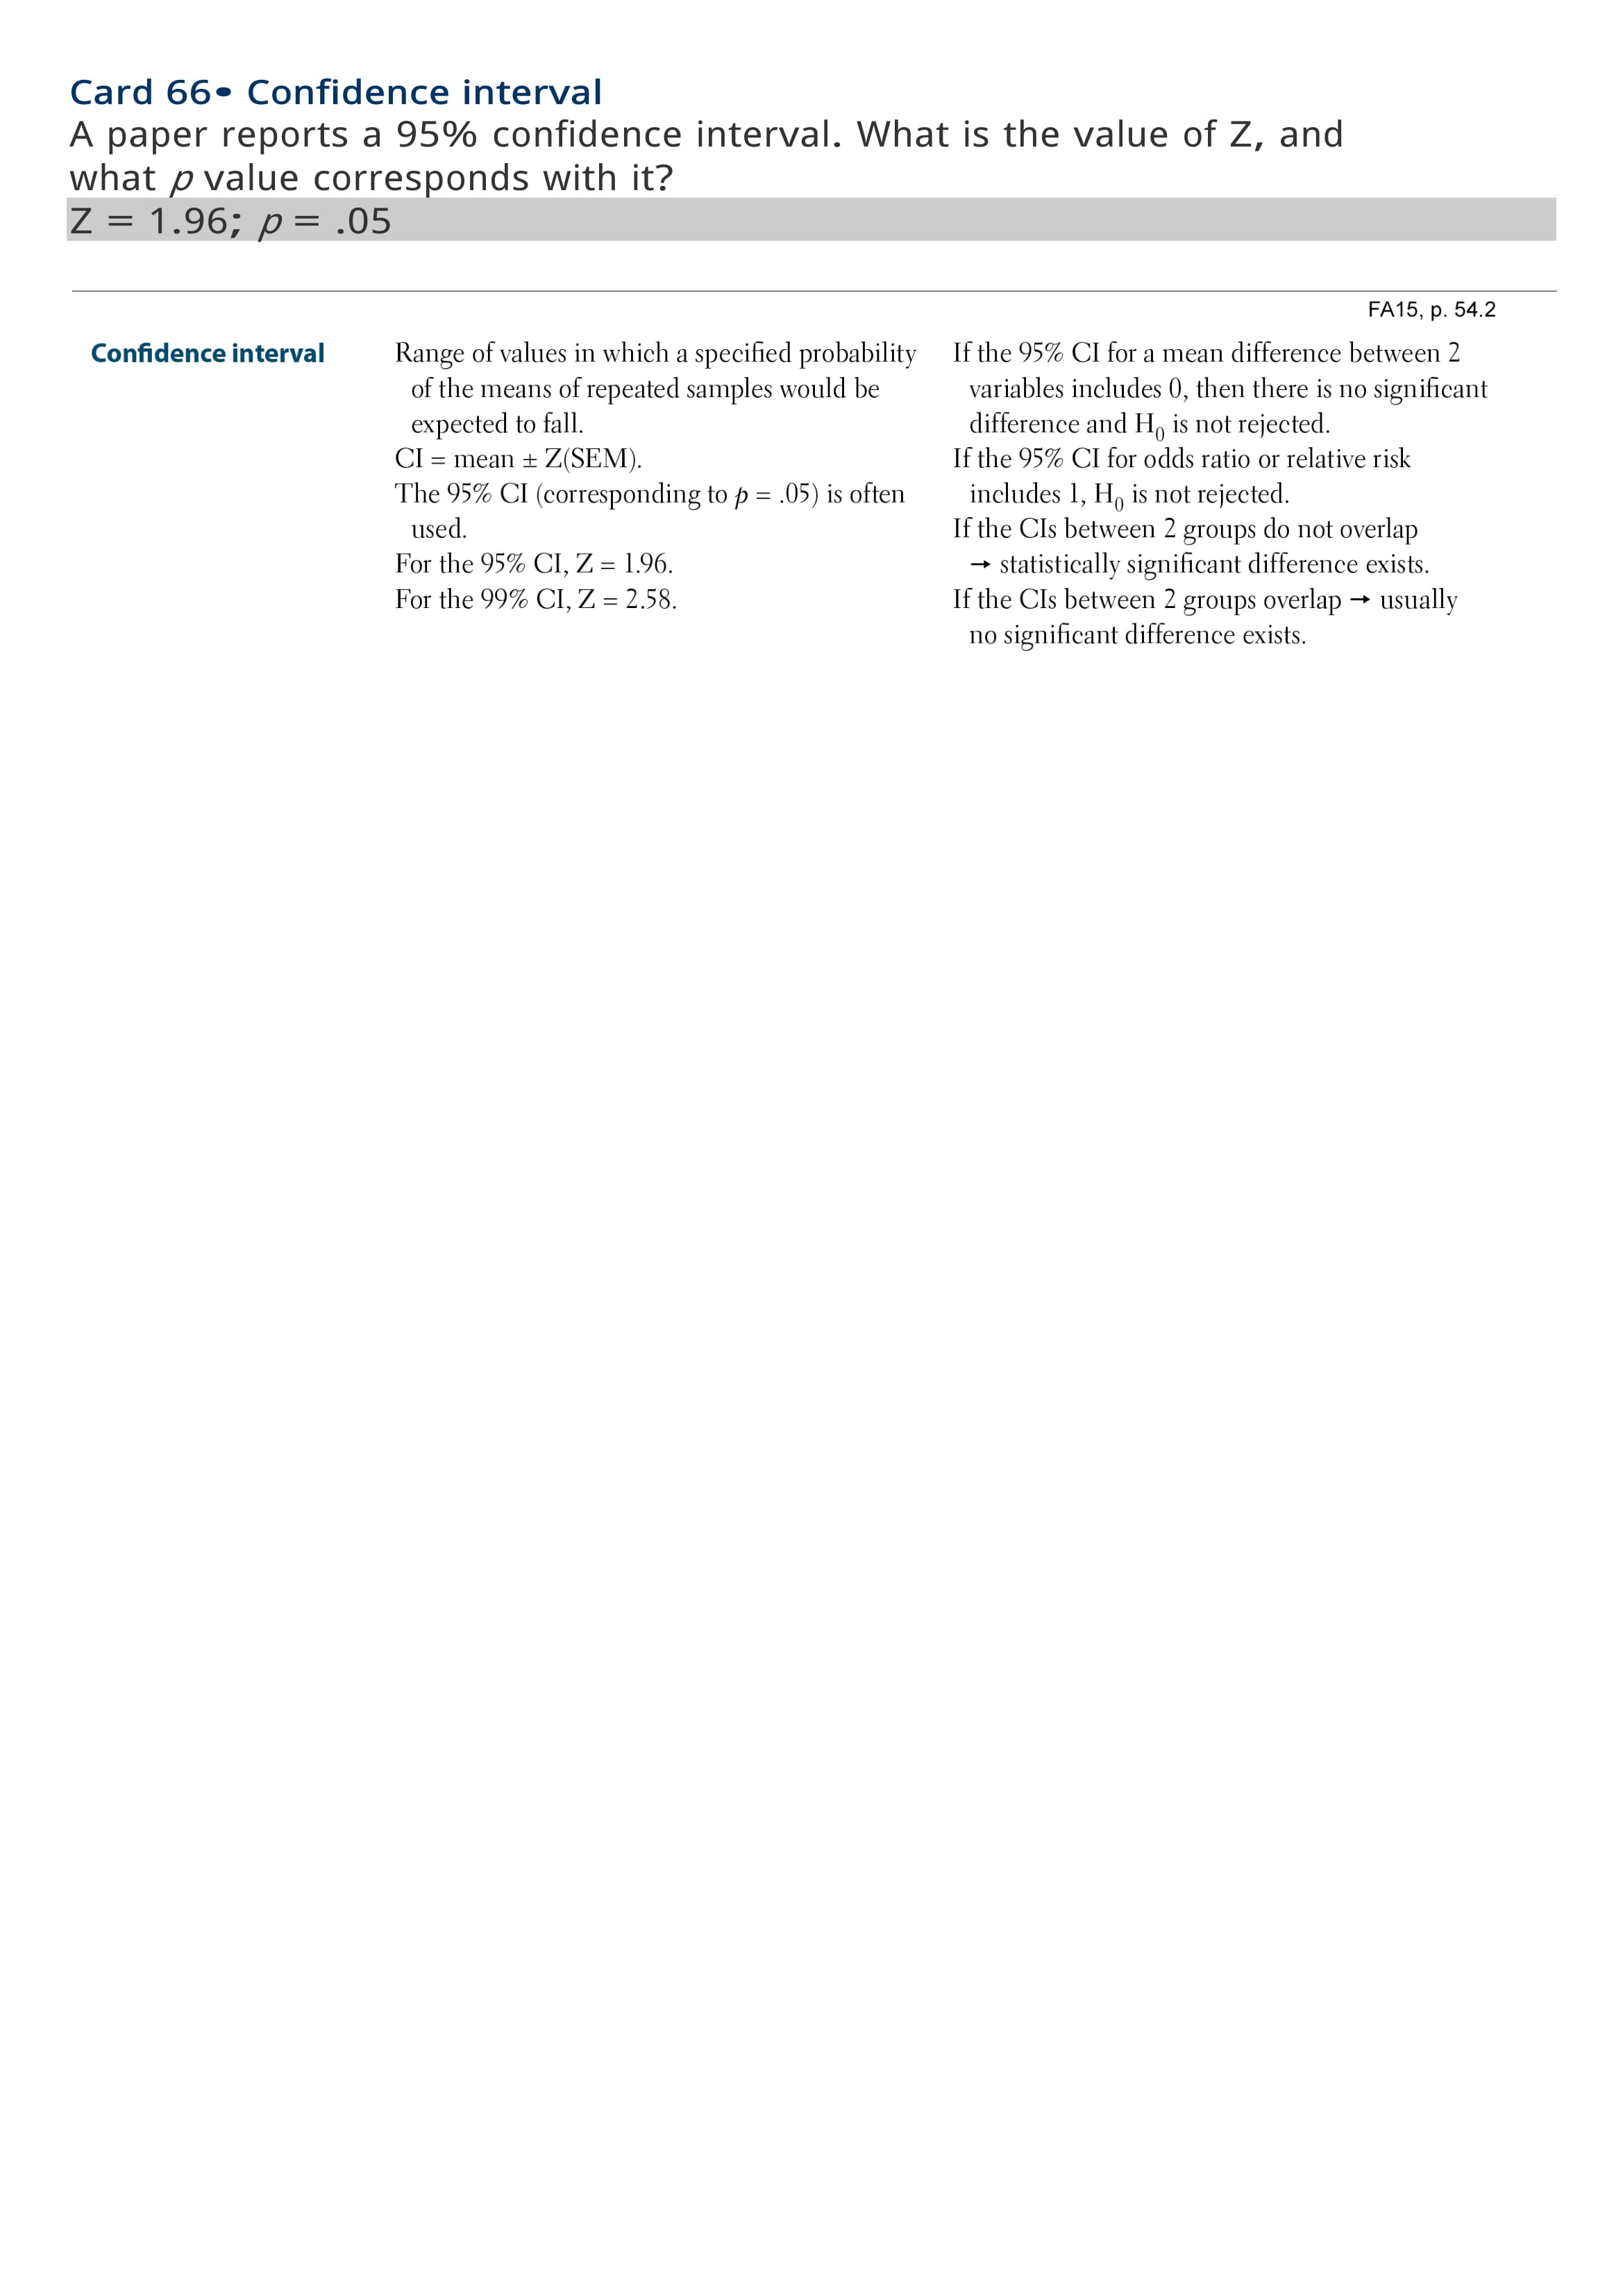 Card 66• Confidence interval
A paper reports a 95% confidence interval. What is the value of Z, and
what p value corresponds with it?
Z = 1.96; p = .05
FA15, p. 54.2
Confidence interval
Range of values in which a specified probability
of the means of repeated samples would be
expected to fall.
CI = mean ± Z(SEM).
The 95% CI (corresponding to p = .05) is often
used.
For the 95% CI, Z = 1.96.
For the 99% CI, Z = 2.58.
If the 95% CI for a mean difference between 2
variables includes 0, then there is no significant
difference and H₀ is not rejected.
If the 95% CI for odds ratio or relative risk
includes 1, H₀ is not rejected.
If the CIs between 2 groups do not overlap
→ statistically significant difference exists.
If the CIs between 2 groups overlap → usually
no significant difference exists.